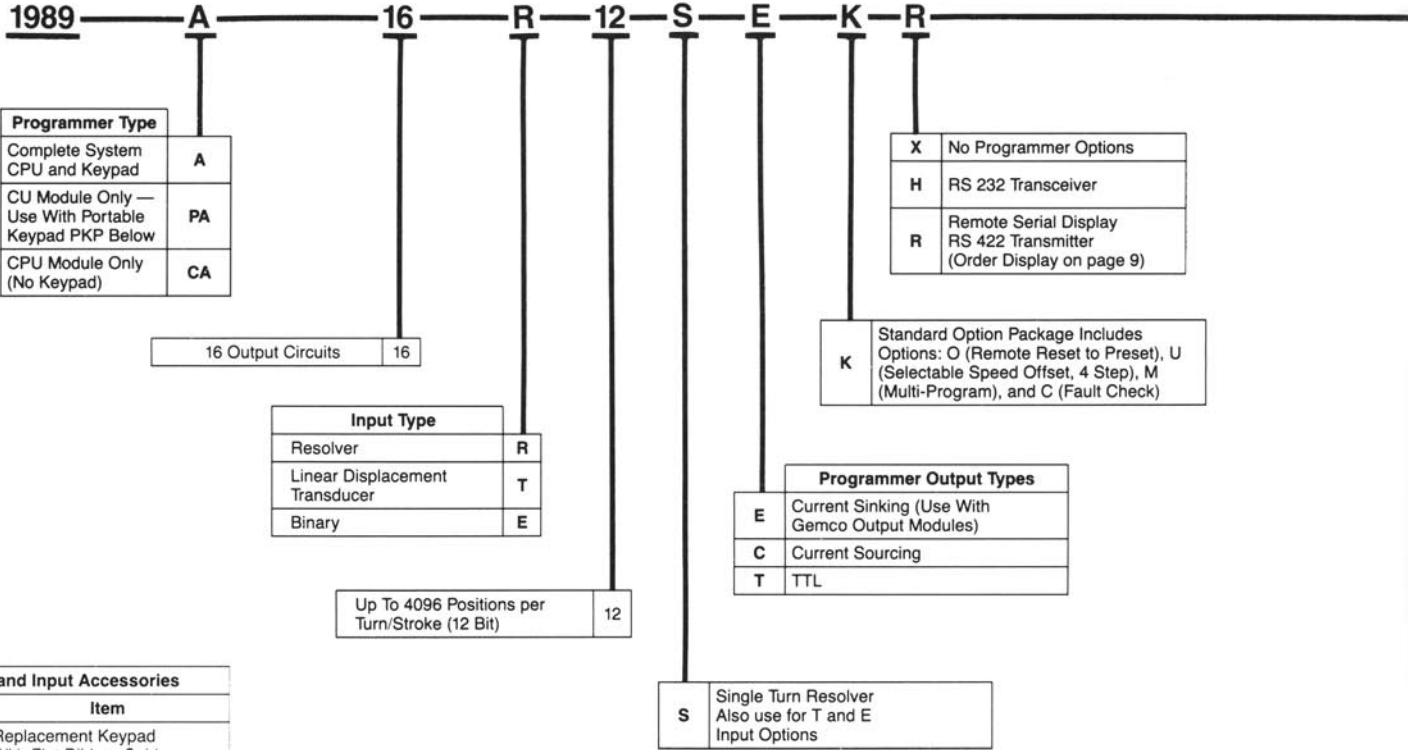 1989 A 16 R 12 S E K R
Programmer Type
Complete System
CPU and Keypad
A
CU Module Only —
Use With Portable
Keypad PKP Below
PA
CPU Module Only
(No Keypad)
CA
X No Programmer Options
H RS 232 Transceiver
R
Remote Serial Display
RS 422 Transmitter
(Order Display on page 9)
16 Output Circuits 16
K
Standard Option Package Includes
Options: O (Remote Reset to Preset), U
(Selectable Speed Offset, 4 Step), M
(Multi-Program), and C (Fault Check)
Input Type
Resolver R
Linear Displacement
Transducer
T
Binary E
Programmer Output Types
E
Current Sinking (Use With
Gemco Output Modules)
C Current Sourcing
T TTL
Up To 4096 Positions per
Turn/Stroke (12 Bit)
12
S
Single Turn Resolver
Also use for T and E
Input Options
and Input Accessories
Item
Replacement Keypad